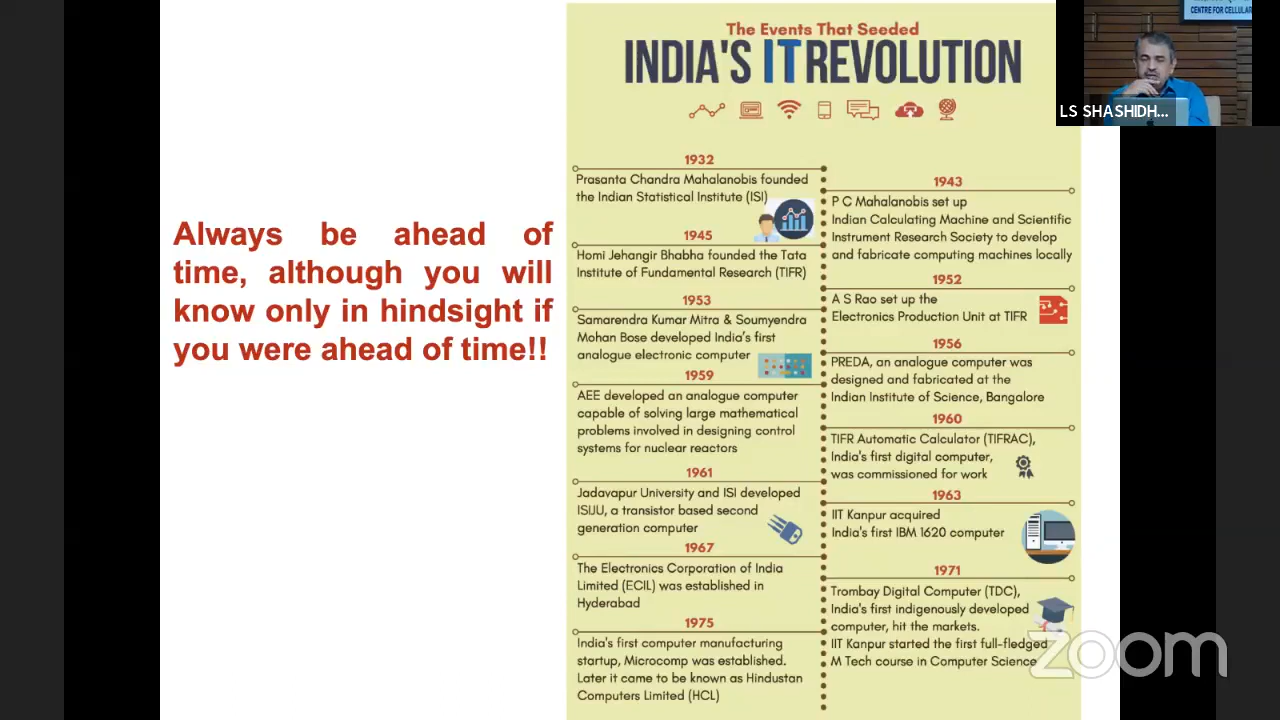 The Events That Seeded
INDIA'S IT REVOLUTION
Always be ahead of
time, although you will
know only in hindsight if
you were ahead of time!!
1932
Prasanta Chandra Mahalanobis founded
the Indian Statistical Institute (ISI)
1943
P C Mahalanobis set up
Indian Calculating Machine and Scientific
Instrument Research Society to develop
and fabricate computing machines locally
1945
Homi Jehangir Bhabha founded the Tata
Institute of Fundamental Research (TIFR)
1952
A S Rao set up the
Electronics Production Unit at TIFR
1953
Samarendra Kumar Mitra & Soumyendra
Mohan Bose developed India's first
analogue electronic computer
1956
PREDA, an analogue computer was
designed and fabricated at the
Indian Institute of Science, Bangalore
1959
AEE developed an analogue computer
capable of solving large mathematical
problems involved in designing control
systems for nuclear reactors
1960
TIFR Automatic Calculator (TIFRAC),
India's first digital computer,
was commissioned for work
1961
Jadavapur University and ISI developed
ISIJU, a transistor based second
generation computer
1963
IIT Kanpur acquired
India's first IBM 1620 computer
1967
The Electronics Corporation of India
Limited (ECIL) was established in
Hyderabad
1971
Trombay Digital Computer (TDC),
India's first indigenously developed
computer, hit the markets.
IIT Kanpur started the first full-fledged
M Tech course in Computer Science
1975
India's first computer manufacturing
startup, Microcomp was established.
Later it came to be known as Hindustan
Computers Limited (HCL)
CENTRE FOR CELLULAR
LS SHASHIDH...
zoom